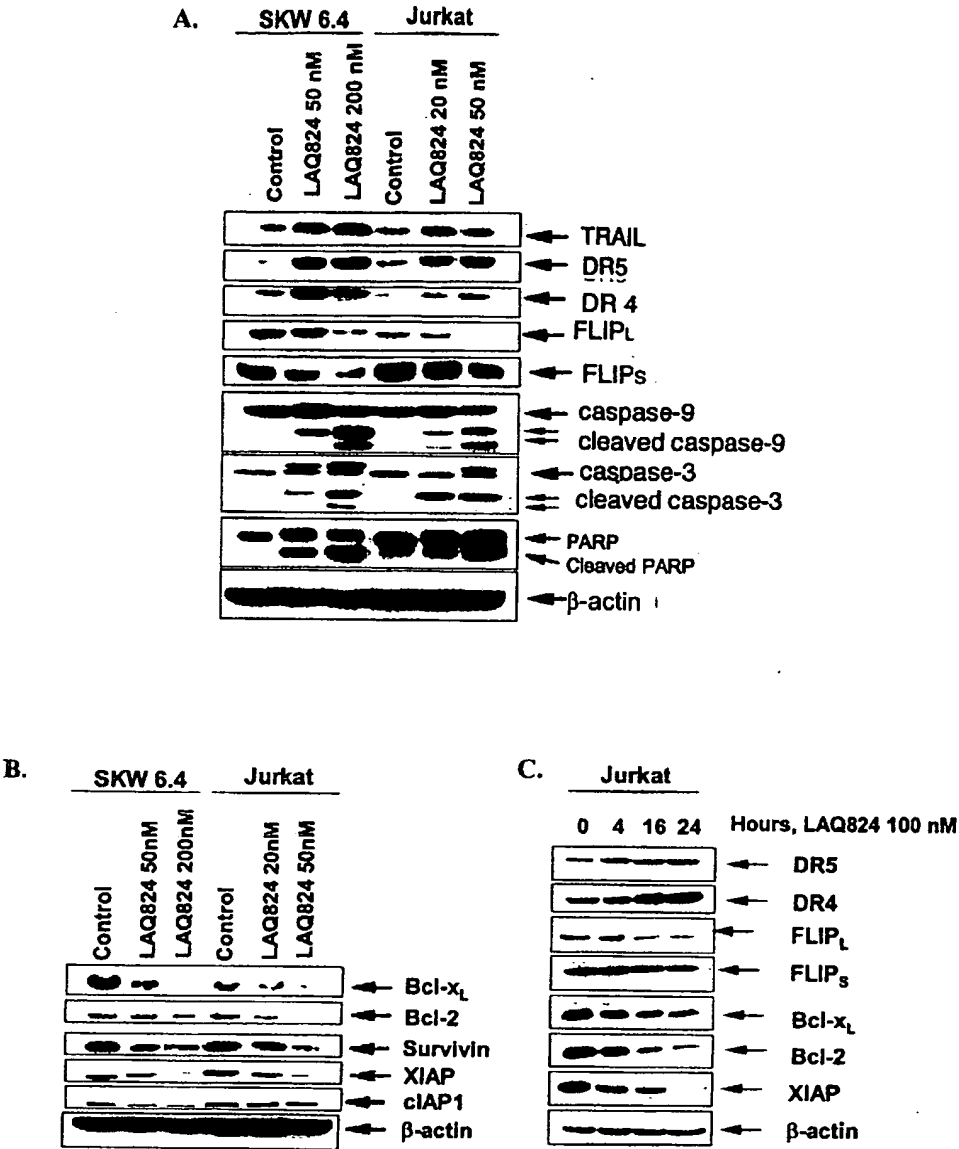 A.
SKW 6.4 Jurkat
Control
LAQ824 50 nM
LAQ824 200 nM
Control
LAQ824 20 nM
LAQ824 50 nM
TRAIL
DR5
DR 4
FLIPL
FLIPs
caspase-9
cleaved caspase-9
caspase-3
cleaved caspase-3
PARP
Cleaved PARP
β-actin
B.
SKW 6.4 Jurkat
Control
LAQ824 50nM
LAQ824 200nM
Control
LAQ824 20nM
LAQ824 50nM
Bcl-xL
Bcl-2
Survivin
XIAP
cIAP1
β-actin
C.
Jurkat
0 4 16 24 Hours, LAQ824 100 nM
DR5
DR4
FLIPL
FLIPS
Bcl-xL
Bcl-2
XIAP
β-actin